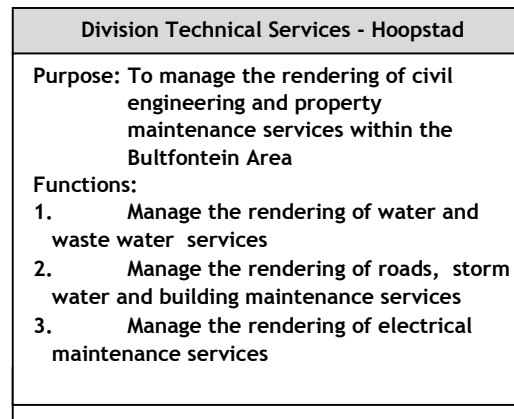 Division Technical Services - Hoopstad
Purpose: To manage the rendering of civil
engineering and property
maintenance services within the
Bultfontein Area
Functions:
1. Manage the rendering of water and
waste water services
2. Manage the rendering of roads, storm
water and building maintenance services
3. Manage the rendering of electrical
maintenance services